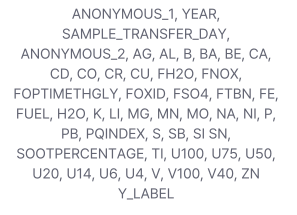 ANONYMOUS_1, YEAR,
SAMPLE_TRANSFER_DAY,
ANONYMOUS_2, AG, AL, B, BA, BE, CA,
CD, CO, CR, CU, FH2O, FNOX,
FOPTIMETHGLY, FOXID, FSO4, FTBN, FE,
FUEL, H2O, K, LI, MG, MN, MO, NA, NI, P,
PB, PQINDEX, S, SB, SI SN,
SOOTPERCENTAGE, TI, U100, U75, U50,
U20, U14, U6, U4, V, V100, V40, ZN
Y_LABEL